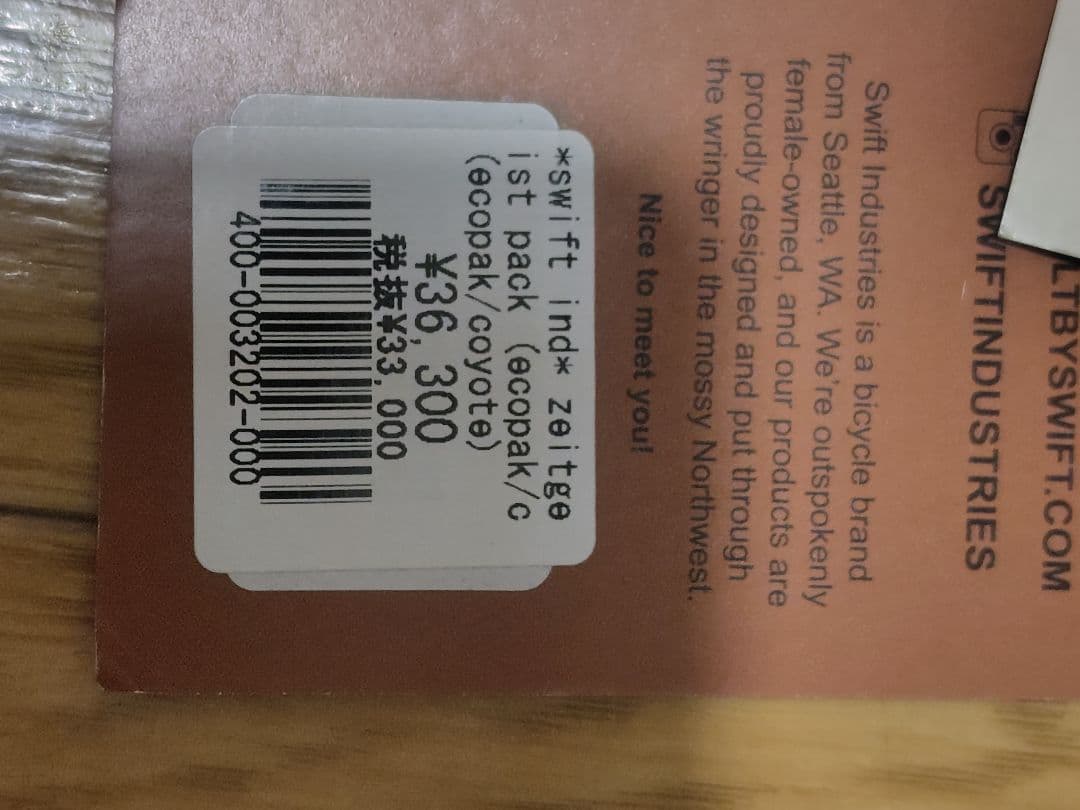 LTBYSWIFT.COM
SWIFTINDUSTRIES
Swift Industries is a bicycle brand
from Seattle, WA. We're outspokenly
female-owned, and our products are
proudly designed and put through
the wringer in the mossy Northwest.
Nice to meet you!
*swift ind* zeitge
ist pack (ecopak/c
(ecopak/coyote)
¥36,300
税抜¥33,000
400-003202-000